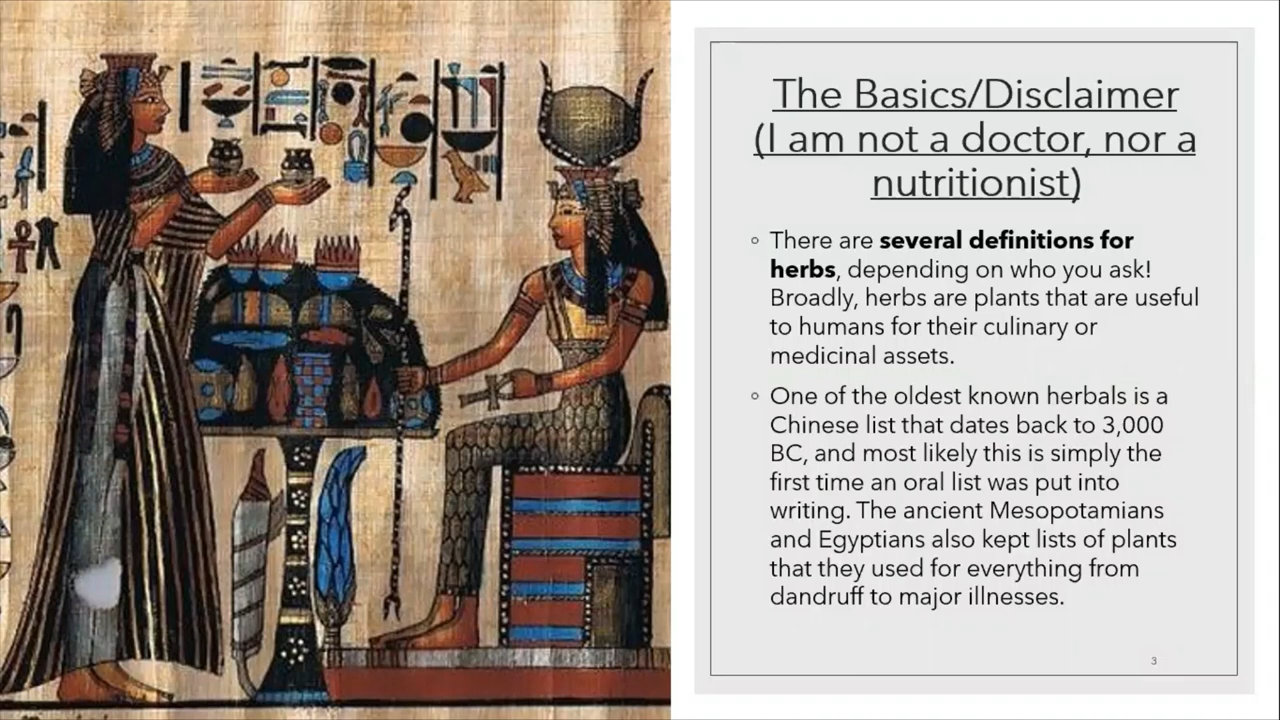 The Basics/Disclaimer
(I am not a doctor, nor a
nutritionist)
◦ There are several definitions for
herbs, depending on who you ask!
Broadly, herbs are plants that are useful
to humans for their culinary or
medicinal assets.
◦ One of the oldest known herbals is a
Chinese list that dates back to 3,000
BC, and most likely this is simply the
first time an oral list was put into
writing. The ancient Mesopotamians
and Egyptians also kept lists of plants
that they used for everything from
dandruff to major illnesses.
3